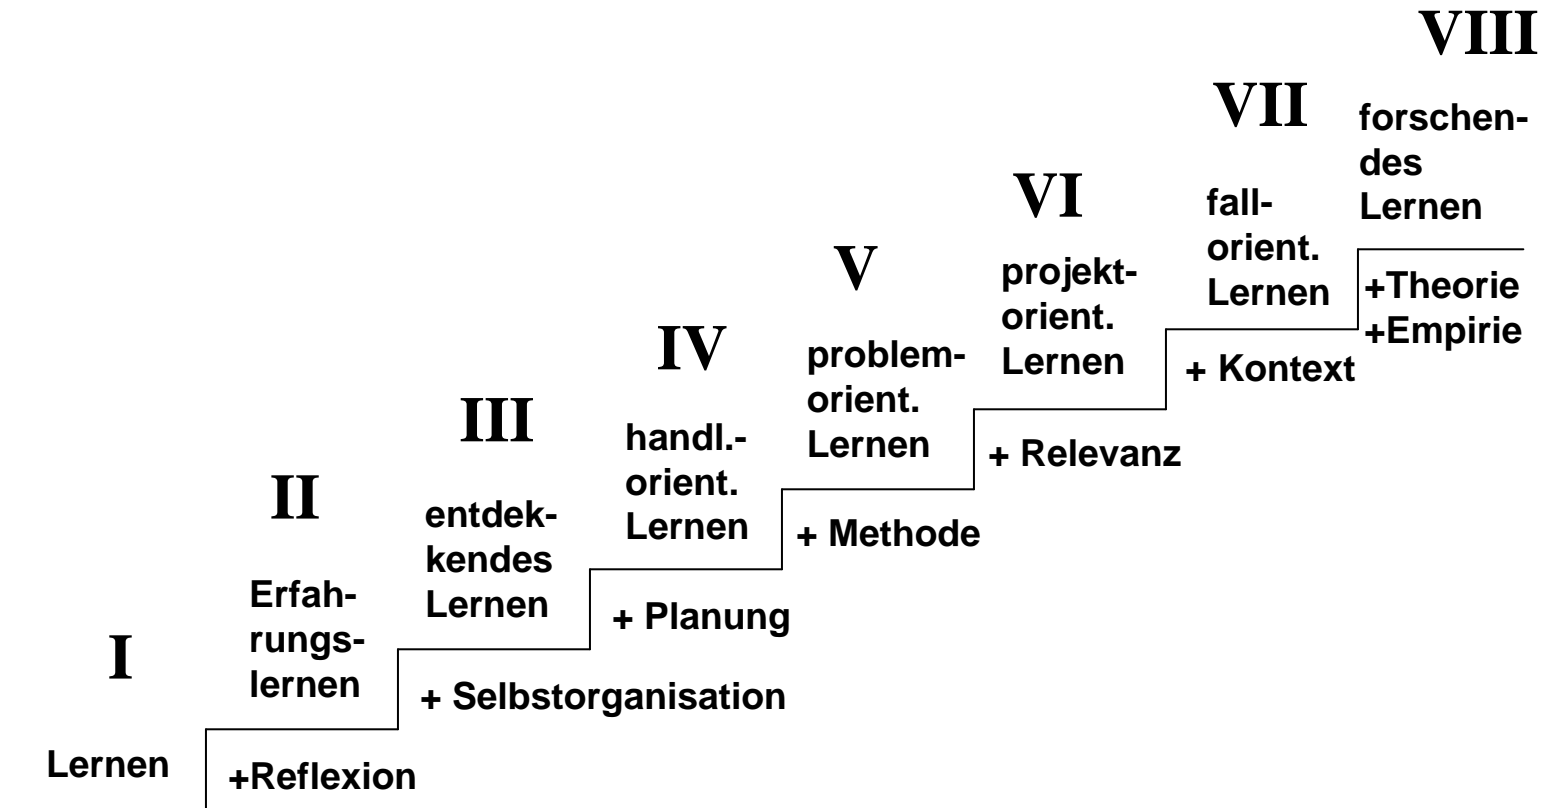 I
Lernen
+Reflexion
II
Erfah-
rungs-
lernen
+ Selbstorganisation
III
entdek-
kendes
Lernen
+ Planung
IV
handl.-
orient.
Lernen
+ Methode
V
problem-
orient.
Lernen
+ Relevanz
VI
projekt-
orient.
Lernen
+ Kontext
VII
fall-
orient.
Lernen
+Theorie
+Empirie
VIII
forschen-
des
Lernen